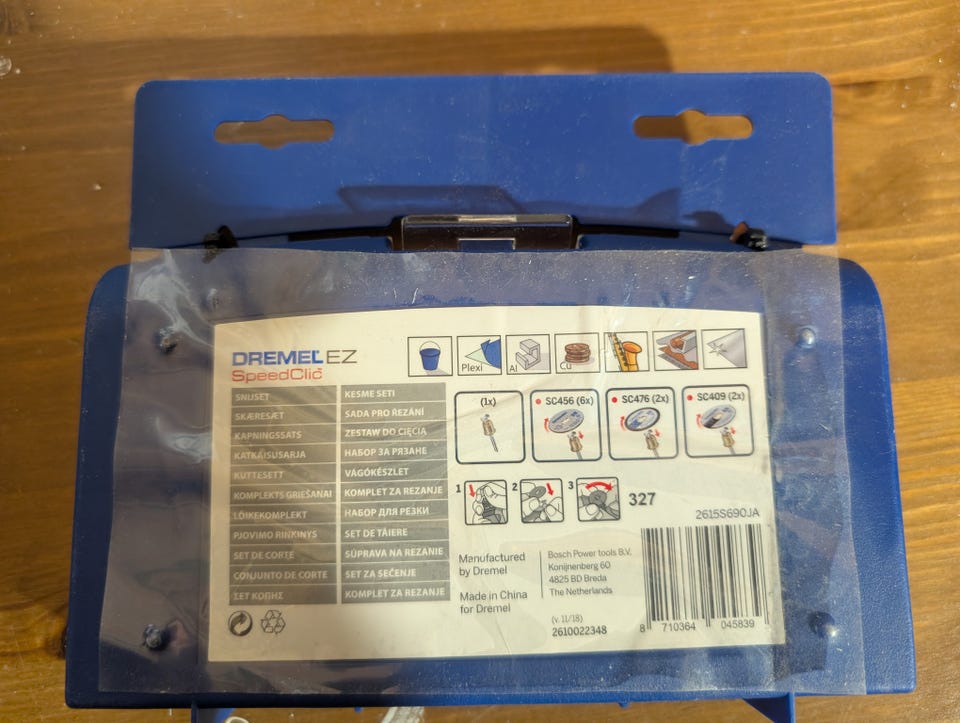 DREMEL EZ
SpeedClic
Plexi
Al
Cu
SNIJSET
SKÆRESÆT
KAPNINGSSATS
KATKAISUSARJA
KUTTESETT
KOMPLEKTS GRIEŠANAI
LÕIKEKOMPLEKT
PJOVIMO RINKINYS
SET DE CORTE
CONJUNTO DE CORTE
ΣΕΤ ΚΟΠΗΣ
KESME SETİ
SADA PRO ŘEZÁNÍ
ZESTAW DO CIĘCIA
НАБОР ЗА РЯЗАНЕ
VÁGÓKÉSZLET
KOMPLET ZA REZANJE
НАБОР ДЛЯ РЕЗКИ
SET DE TĂIERE
SÚPRAVA NA REZANIE
SET ZA SEČENJE
KOMPLET ZA REZANJE
(1x)
SC456 (6x)
SC476 (2x)
SC409 (2x)
1
2
3
327
2615S690JA
Manufactured
by Dremel
Made in China
for Dremel
Bosch Power tools B.V.
Konijnenberg 60
4825 BD Breda
The Netherlands
(v. 11/18)
2610022348
8 710364 045839